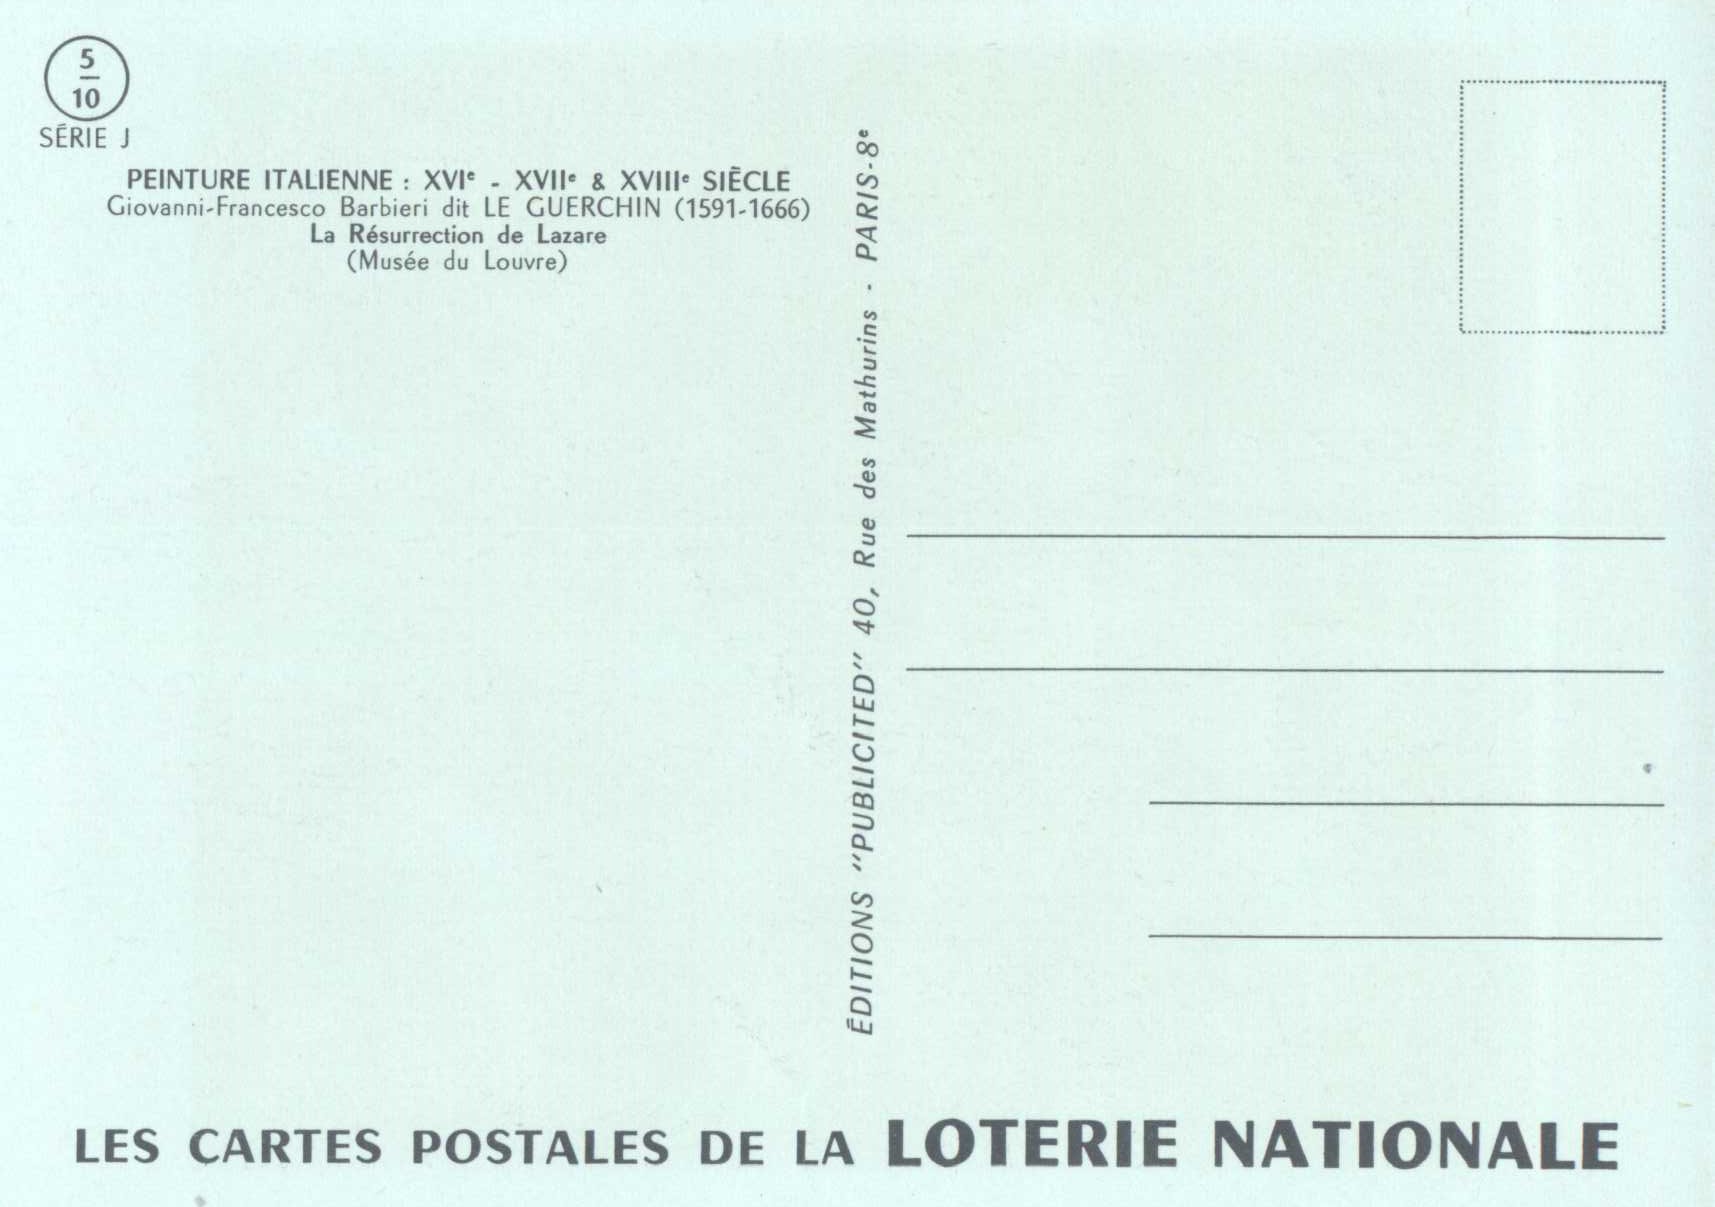 5
10
SÉRIE J
PEINTURE ITALIENNE : XVIᵉ - XVIIᵉ & XVIIIᵉ SIÈCLE
Giovanni-Francesco Barbieri dit LE GUERCHIN (1591-1666)
La Résurrection de Lazare
(Musée du Louvre)
ÉDITIONS "PUBLICITED" 40, Rue des Mathurins - PARIS-8ᵉ
LES CARTES POSTALES DE LA LOTERIE NATIONALE